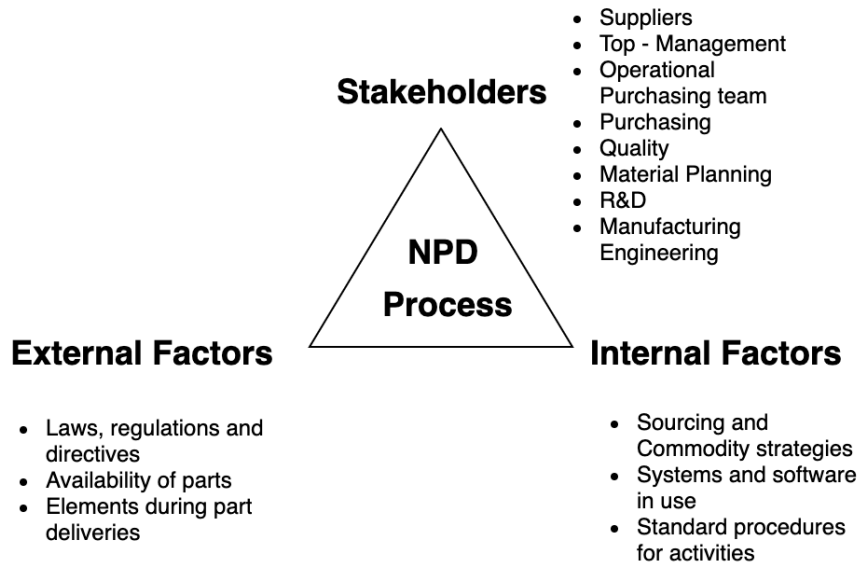 Stakeholders
• Suppliers
• Top - Management
• Operational
Purchasing team
• Purchasing
• Quality
• Material Planning
• R&D
• Manufacturing
Engineering
NPD
Process
External Factors
• Laws, regulations and
directives
• Availability of parts
• Elements during part
deliveries
Internal Factors
• Sourcing and
Commodity strategies
• Systems and software
in use
• Standard procedures
for activities